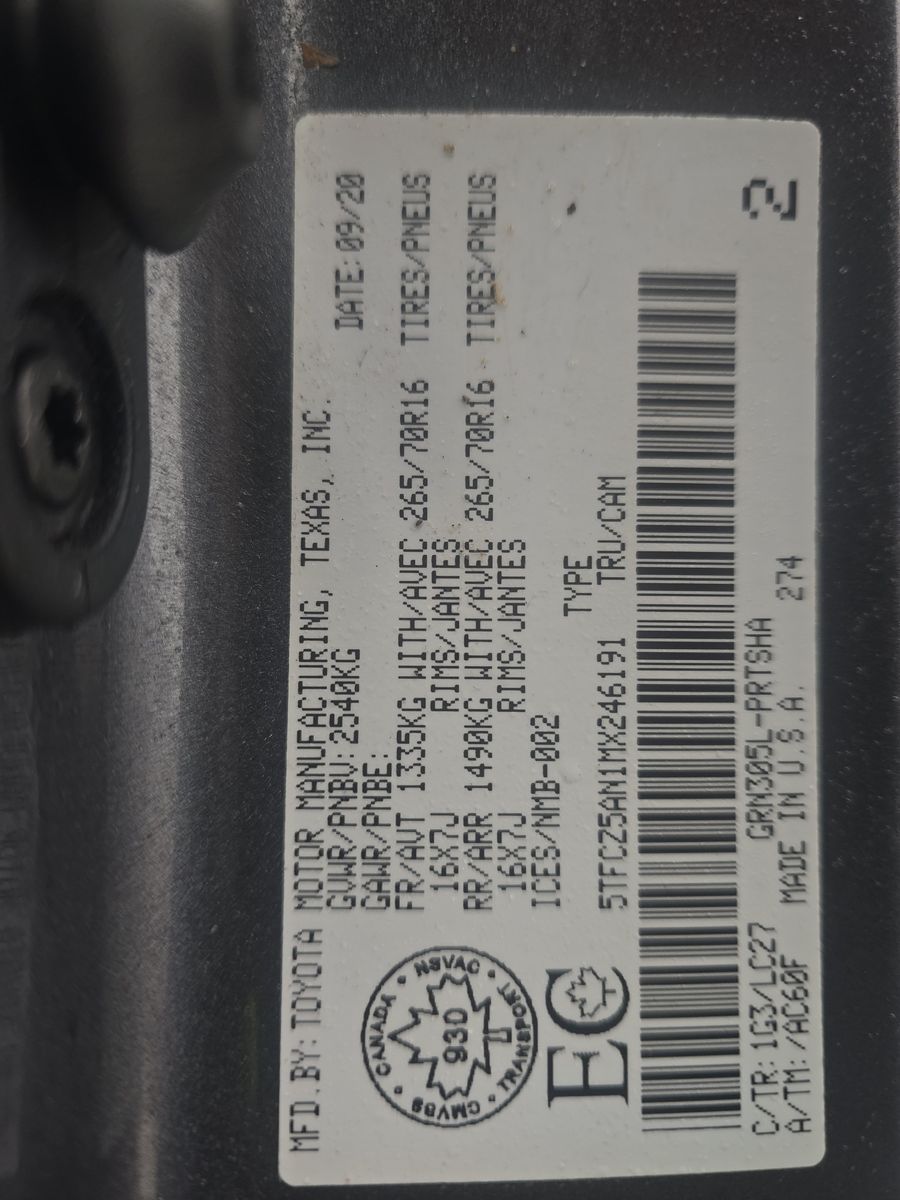 MFD.BY:TOYOTA MOTOR MANUFACTURING, TEXAS, INC.
GVWR/PNBV:2540KG DATE:09/20
GAWR/PNBE:
FR/AVT 1335KG WITH/AVEC 265/70R16 TIRES/PNEUS
16X7J RIMS/JANTES
RR/ARR 1490KG WITH/AVEC 265/70R16 TIRES/PNEUS
16X7J RIMS/JANTES
ICES/NMB-002
TYPE
5TFCZ5AN1MX246191 TRU/CAM
CANADA • NSVAC • TRANSPORT • CMVSS •
930
EC
C/TR:1G3/LC27 GRN305L-PRTSHA
A/TM:/AC60F MADE IN U.S.A. 274
2